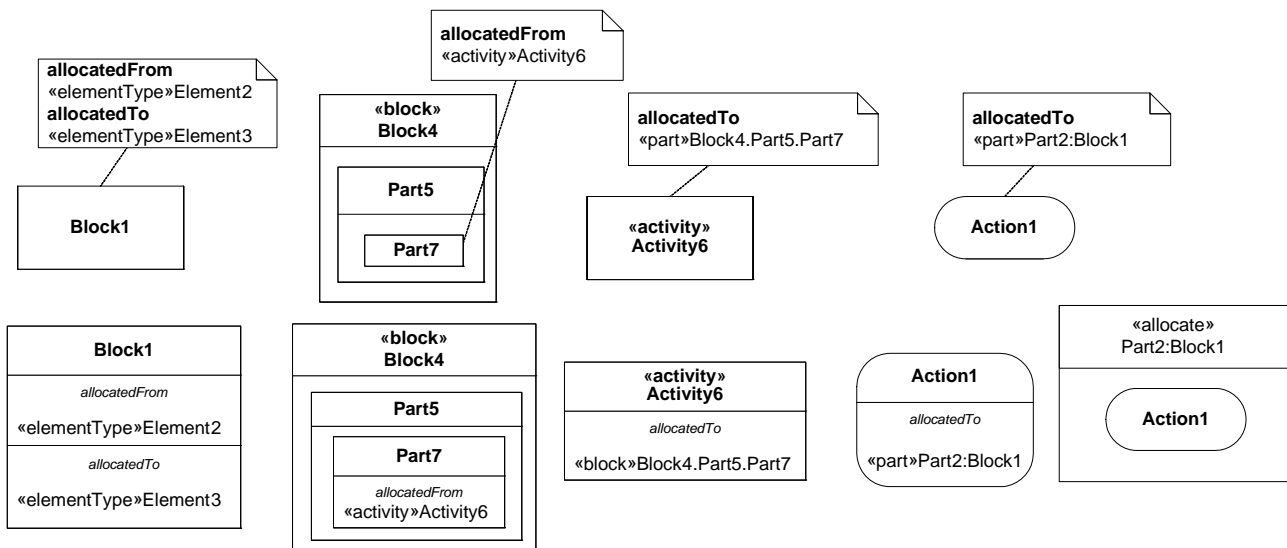 allocatedFrom
«elementType»Element2
allocatedTo
«elementType»Element3
Block1
«block»
Block4
Part5
Part7
allocatedFrom
«activity»Activity6
allocatedTo
«part»Block4.Part5.Part7
«activity»
Activity6
allocatedTo
«part»Part2:Block1
Action1
Block1
allocatedFrom
«elementType»Element2
allocatedTo
«elementType»Element3
«block»
Block4
Part5
Part7
allocatedFrom
«activity»Activity6
«activity»
Activity6
allocatedTo
«block»Block4.Part5.Part7
Action1
allocatedTo
«part»Part2:Block1
«allocate»
Part2:Block1
Action1